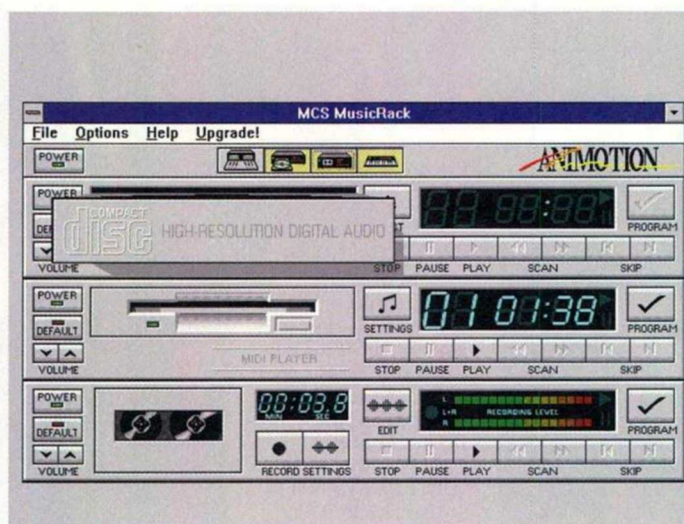 MCS MusicRack
File Options Help Upgrade!
POWER
ANIMOTION
POWER
COMPACT
disc
HIGH-RESOLUTION DIGITAL AUDIO
VOLUME
STOP PAUSE PLAY SCAN SKIP
PROGRAM
POWER
DEFAULT
VOLUME
MIDI PLAYER
SETTINGS
01 01:38
PROGRAM
STOP PAUSE PLAY SCAN SKIP
POWER
DEFAULT
VOLUME
00:03.8
MIN SEC
RECORD SETTINGS
EDIT
L
L+R RECORDING LEVEL
R
PROGRAM
STOP PAUSE PLAY SCAN SKIP